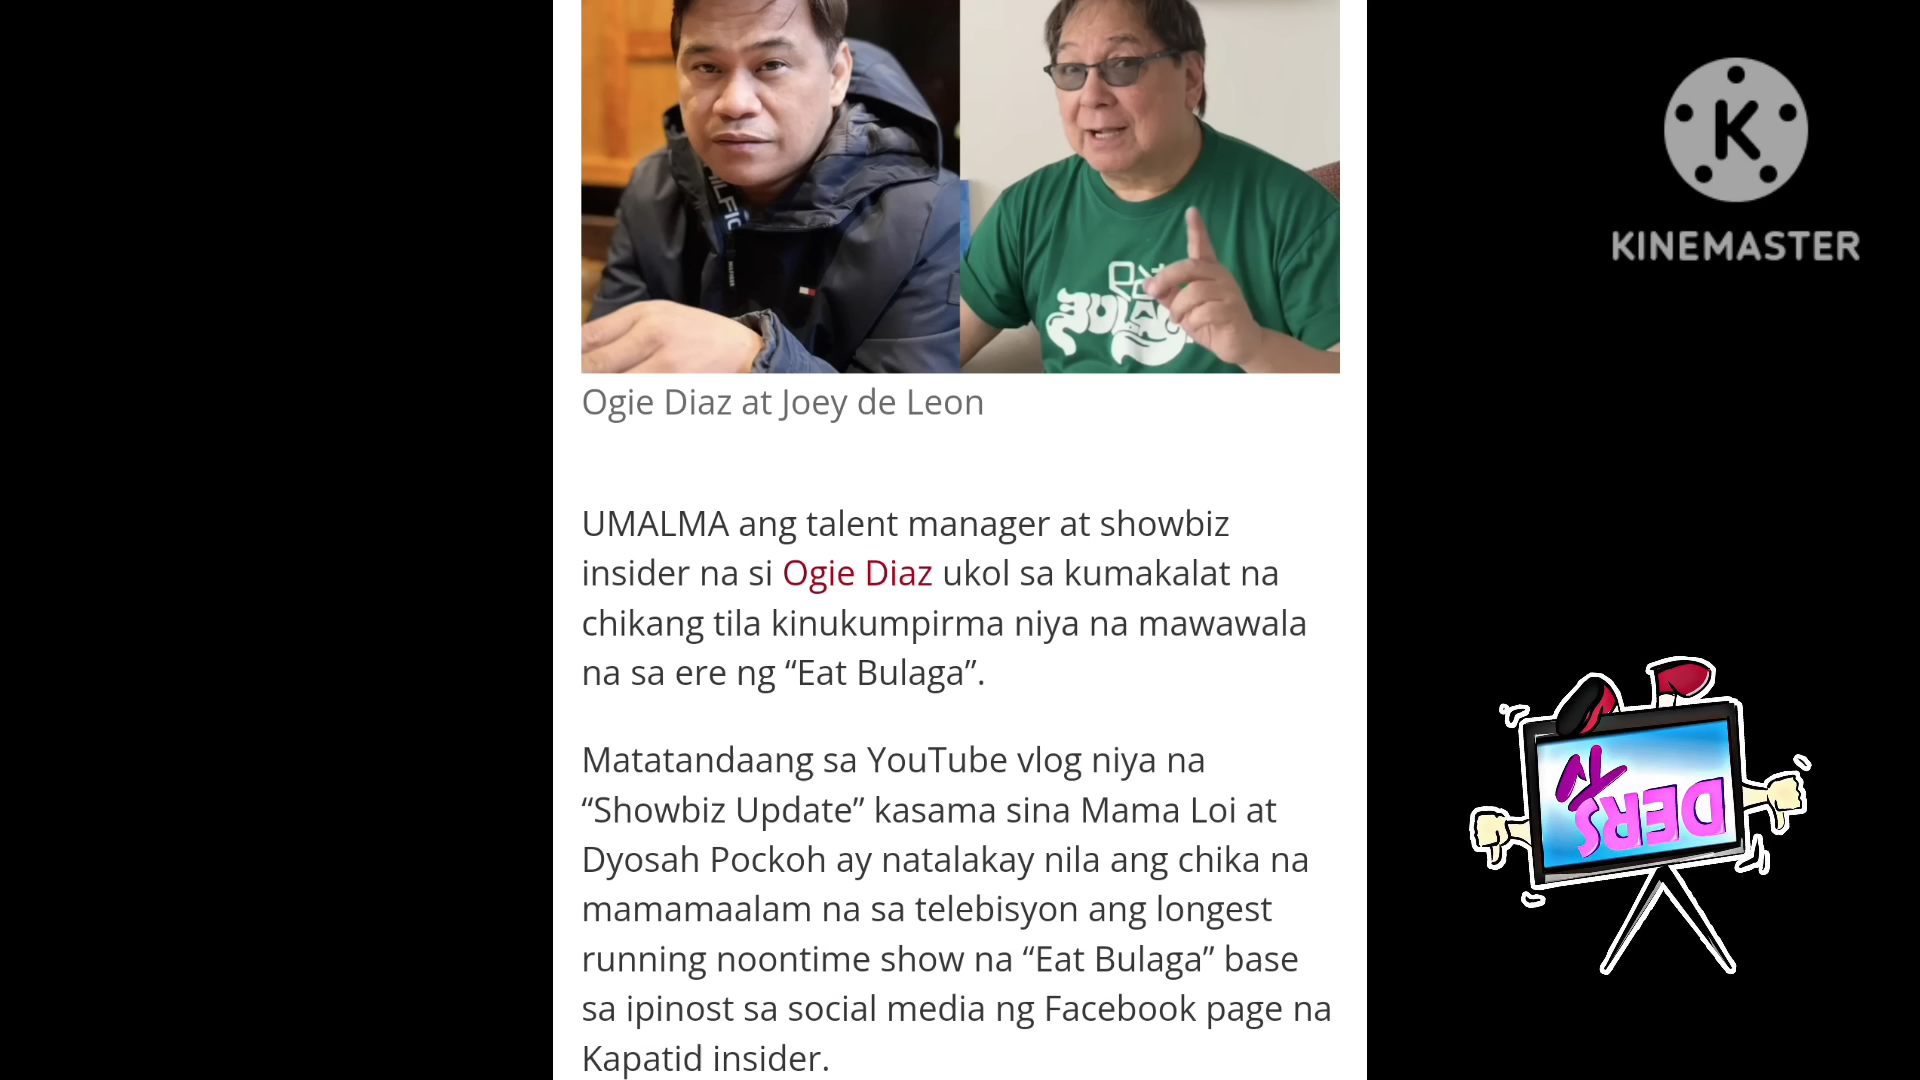 KINEMASTER
Ogie Diaz at Joey de Leon
UMALMA ang talent manager at showbiz
insider na si Ogie Diaz ukol sa kumakalat na
chikang tila kinukumpirma niya na mawawala
na sa ere ng “Eat Bulaga”.
Matatandaang sa YouTube vlog niya na
“Showbiz Update” kasama sina Mama Loi at
Dyosah Pockoh ay natalakay nila ang chika na
mamamaalam na sa telebisyon ang longest
running noontime show na “Eat Bulaga” base
sa ipinost sa social media ng Facebook page na
Kapatid insider.
DERS
TV